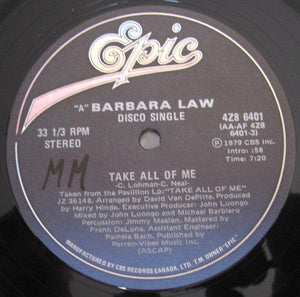 Epic
"A" BARBARA LAW
DISCO SINGLE
33 1/3 RPM
STEREO
4Z8 6401
(AA-AF 4Z8
6401-3)
℗ 1979 CBS Inc.
Intro: :58
Time: 7:20
MM
TAKE ALL OF ME
-C. Lohman-C. Neal-
Taken from the Pavillion Lp: "TAKE ALL OF ME"
JZ 36148, Arranged by David Van DePitte, Produced
by Harry Hinde, Executive Producer: John Luongo
Mixed by John Luongo and Michael Barbiero
Percussion: Jimmy Maelen, Mastered by
Frank DeLuna, Assistant Engineer:
Pamela Bach, Published by
Perren-Vibes Music Inc.
(ASCAP)
MFD. BY CBS RECORDS CANADA, LTD. T.M. OWNER-"EPIC"